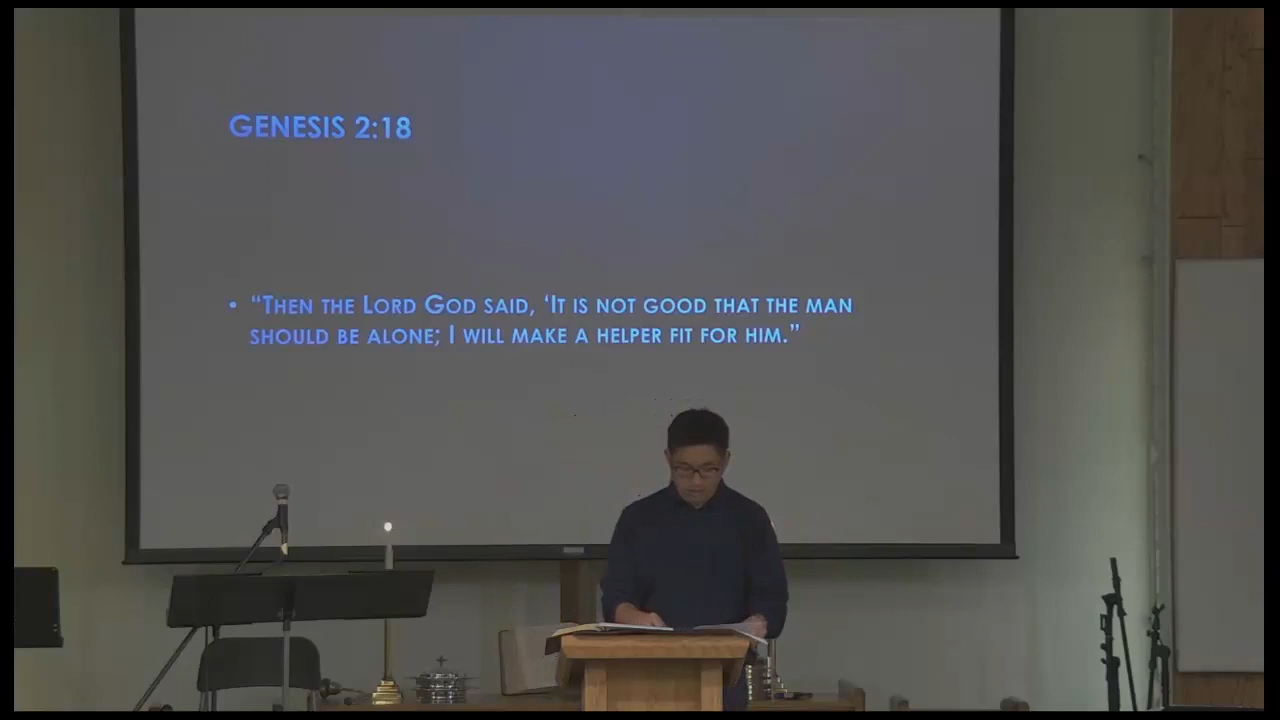 GENESIS 2:18
• “THEN THE LORD GOD SAID, ‘IT IS NOT GOOD THAT THE MAN
SHOULD BE ALONE; I WILL MAKE A HELPER FIT FOR HIM.”